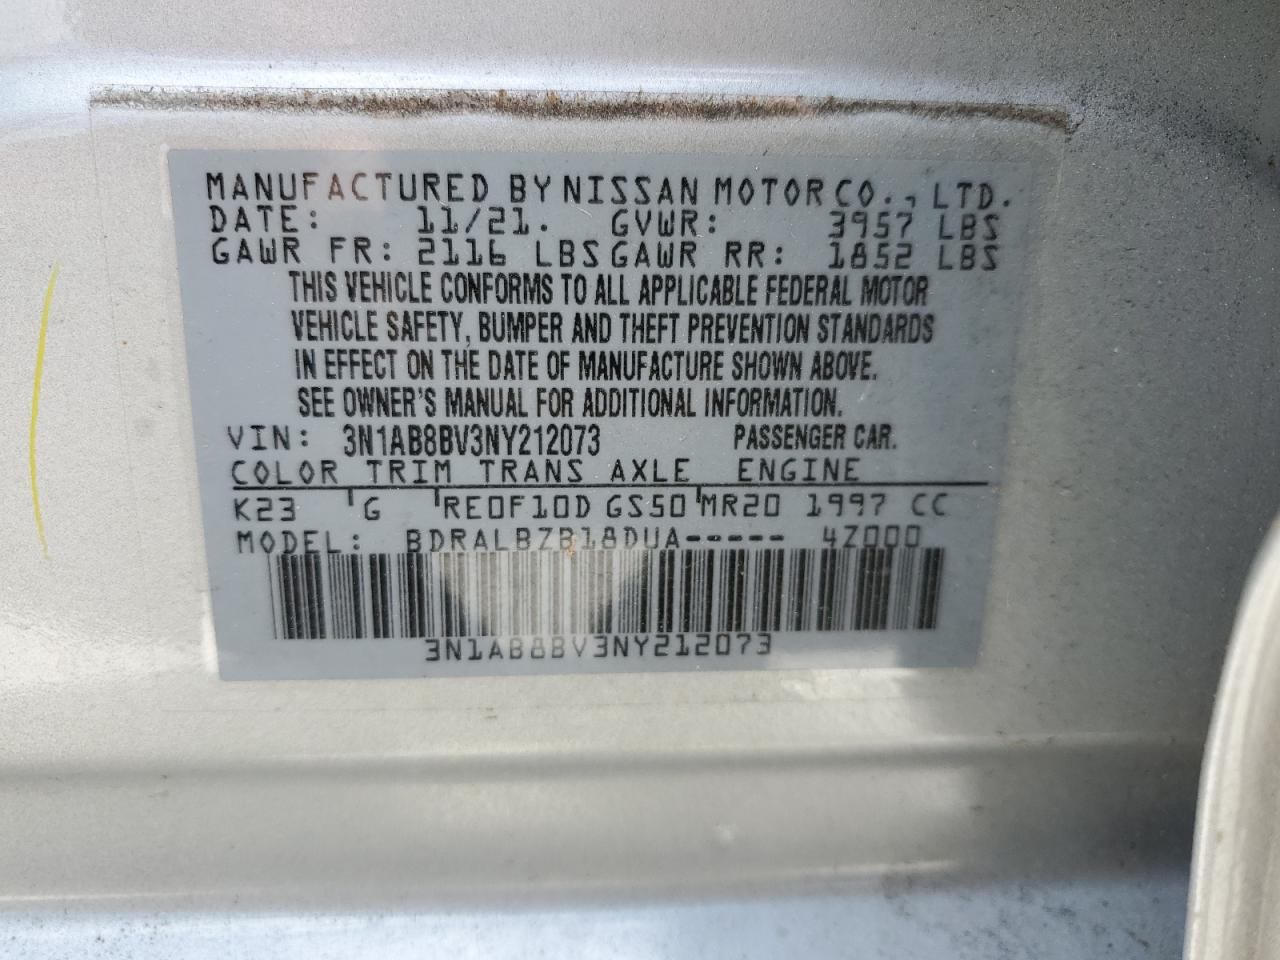 MANUFACTURED BY NISSAN MOTOR CO., LTD.
DATE: 11/21. GVWR: 3957 LBS
GAWR FR: 2116 LBS GAWR RR: 1852 LBS
THIS VEHICLE CONFORMS TO ALL APPLICABLE FEDERAL MOTOR
VEHICLE SAFETY, BUMPER AND THEFT PREVENTION STANDARDS
IN EFFECT ON THE DATE OF MANUFACTURE SHOWN ABOVE.
SEE OWNER'S MANUAL FOR ADDITIONAL INFORMATION.
VIN: 3N1AB8BV3NY212073 PASSENGER CAR.
COLOR TRIM TRANS AXLE ENGINE
K23 G RE0F10D GS50 MR20 1997 CC
MODEL: BDRALBZB18DUA----- 4Z000
3N1AB8BV3NY212073